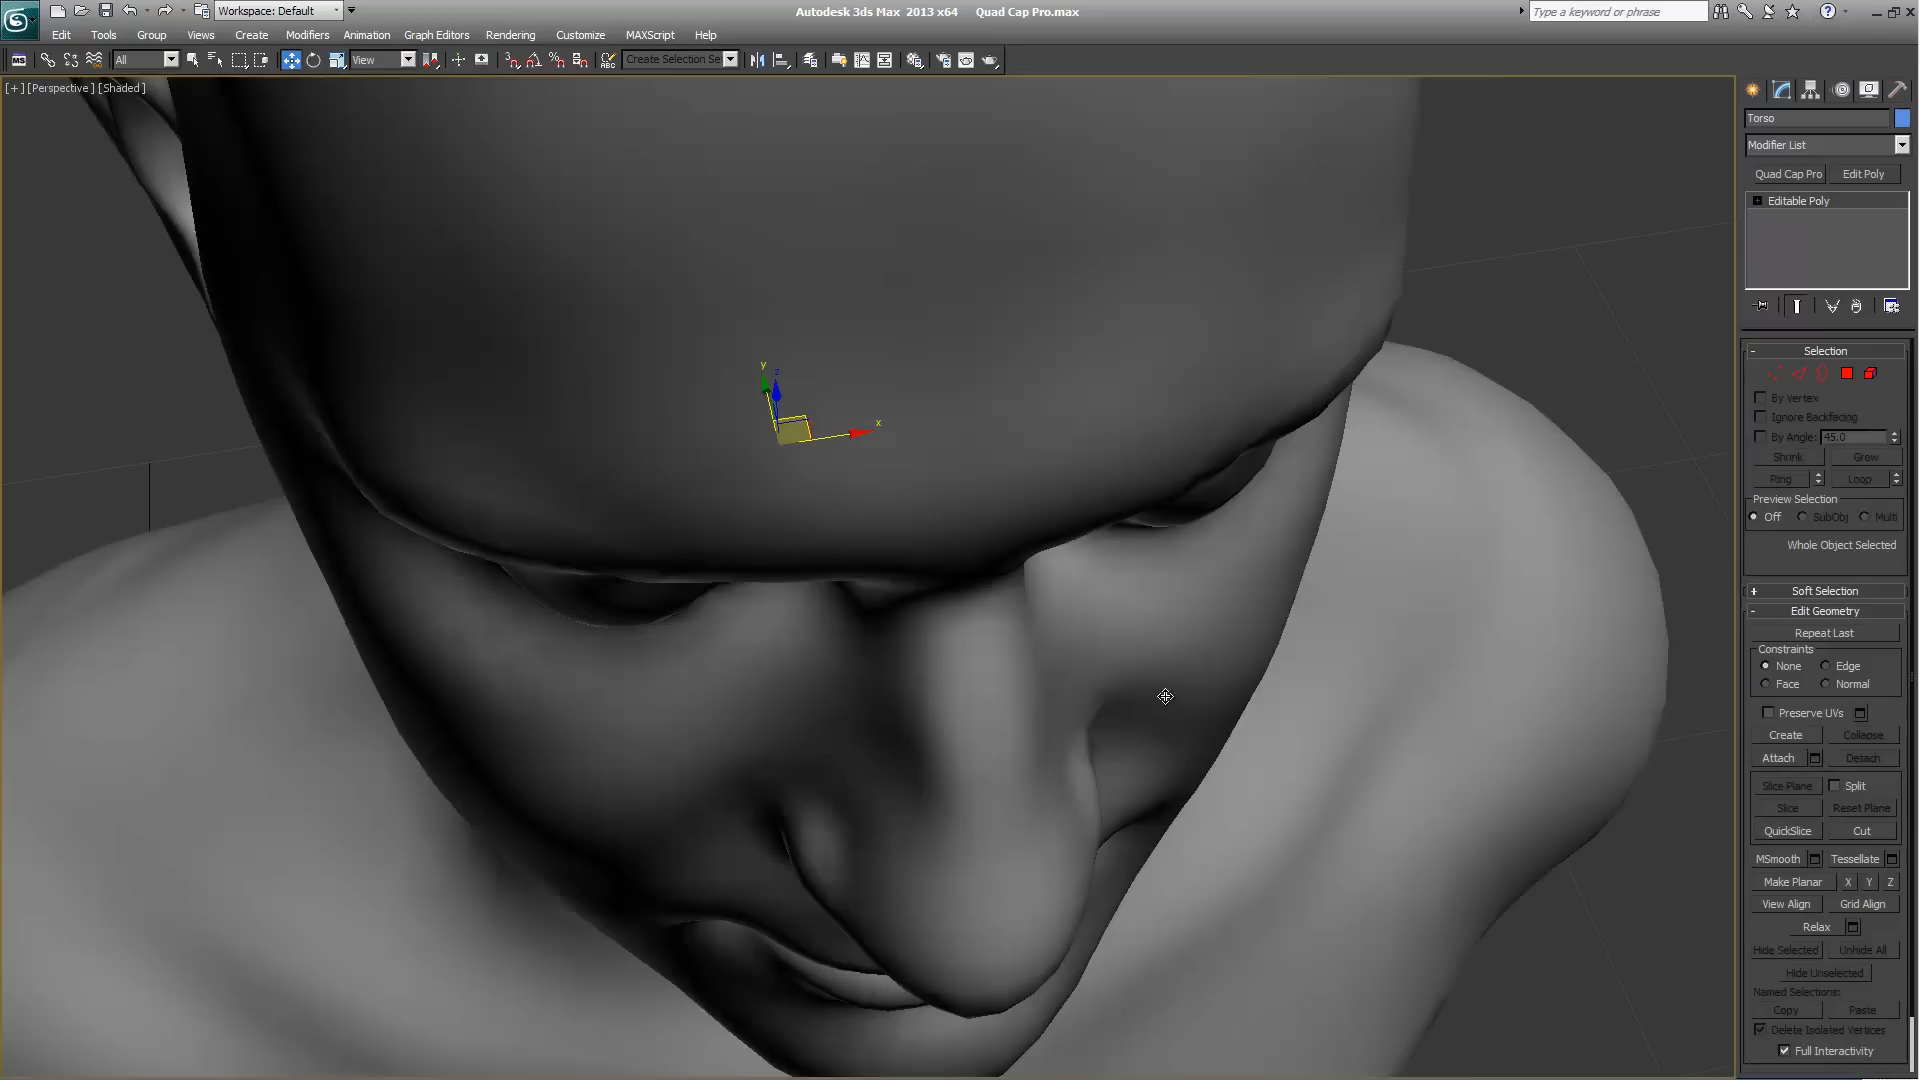 Workspace: Default
Autodesk 3ds Max 2013 x64 Quad Cap Pro.max
Type a keyword or phrase
Edit Tools Group Views Create Modifiers Animation Graph Editors Rendering Customize MAXScript Help
MS All View ABC Create Selection Se
[+] [Perspective] [Shaded]
y
z
x
Torso
Modifier List
Quad Cap Pro Edit Poly
Editable Poly
- Selection
By Vertex
Ignore Backfacing
By Angle: 45.0
Shrink Grow
Ring Loop
Preview Selection
Off SubObj Multi
Whole Object Selected
+ Soft Selection
- Edit Geometry
Repeat Last
Constraints
None Edge
Face Normal
Preserve UVs
Create Collapse
Attach Detach
Slice Plane Split
Slice Reset Plane
QuickSlice Cut
MSmooth Tessellate
Make Planar X Y Z
View Align Grid Align
Relax
Hide Selected Unhide All
Hide Unselected
Named Selections:
Copy Paste
Delete Isolated Vertices
Full Interactivity